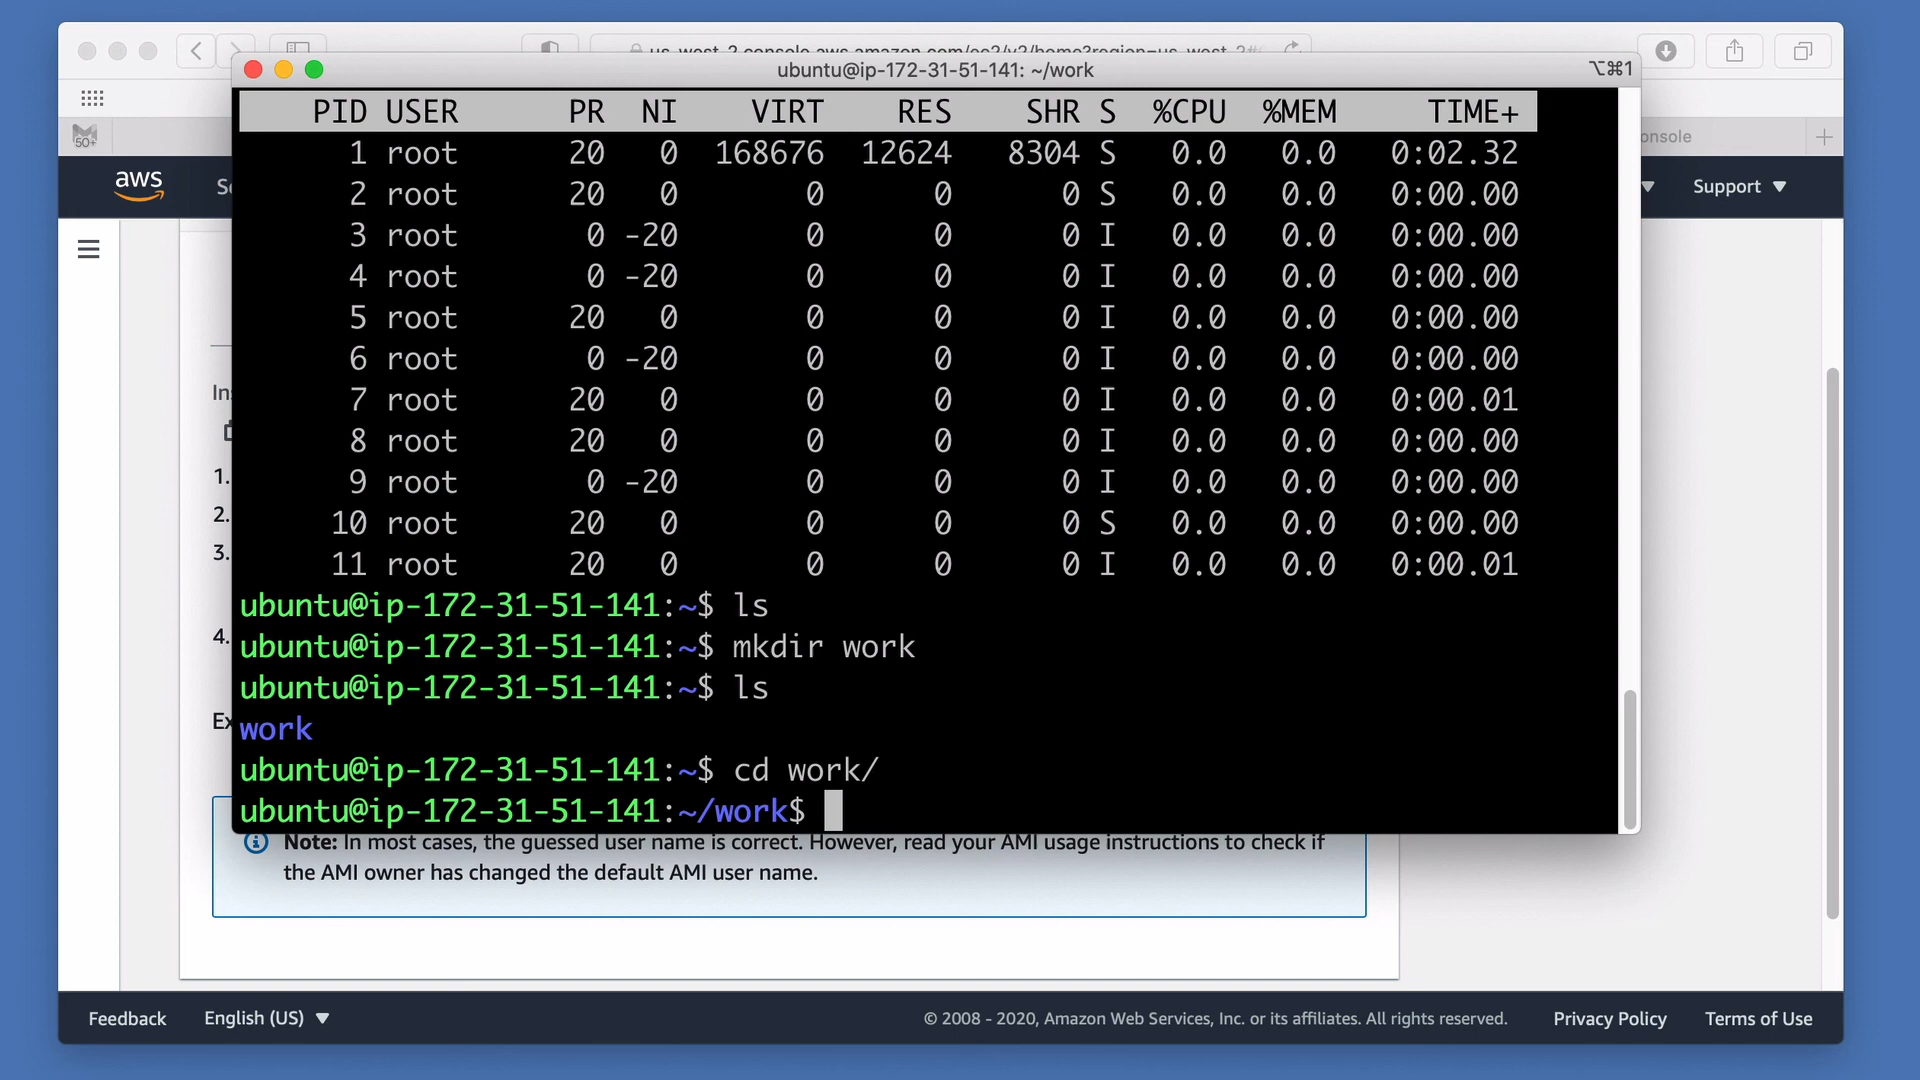 ubuntu@ip-172-31-51-141: ~/work
⌥⌘1
50+
onsole
aws
Support ▼
PID USER PR NI VIRT RES SHR S %CPU %MEM TIME+
1 root 20 0 168676 12624 8304 S 0.0 0.0 0:02.32
2 root 20 0 0 0 0 S 0.0 0.0 0:00.00
3 root 0 -20 0 0 0 I 0.0 0.0 0:00.00
4 root 0 -20 0 0 0 I 0.0 0.0 0:00.00
5 root 20 0 0 0 0 I 0.0 0.0 0:00.00
6 root 0 -20 0 0 0 I 0.0 0.0 0:00.00
7 root 20 0 0 0 0 I 0.0 0.0 0:00.01
8 root 20 0 0 0 0 I 0.0 0.0 0:00.00
9 root 0 -20 0 0 0 I 0.0 0.0 0:00.00
10 root 20 0 0 0 0 S 0.0 0.0 0:00.00
11 root 20 0 0 0 0 I 0.0 0.0 0:00.01
ubuntu@ip-172-31-51-141:~$ ls
ubuntu@ip-172-31-51-141:~$ mkdir work
ubuntu@ip-172-31-51-141:~$ ls
work
ubuntu@ip-172-31-51-141:~$ cd work/
ubuntu@ip-172-31-51-141:~/work$
1.
2.
3.
4.
Note: In most cases, the guessed user name is correct. However, read your AMI usage instructions to check if
the AMI owner has changed the default AMI user name.
Feedback English (US) ▼ © 2008 - 2020, Amazon Web Services, Inc. or its affiliates. All rights reserved. Privacy Policy Terms of Use